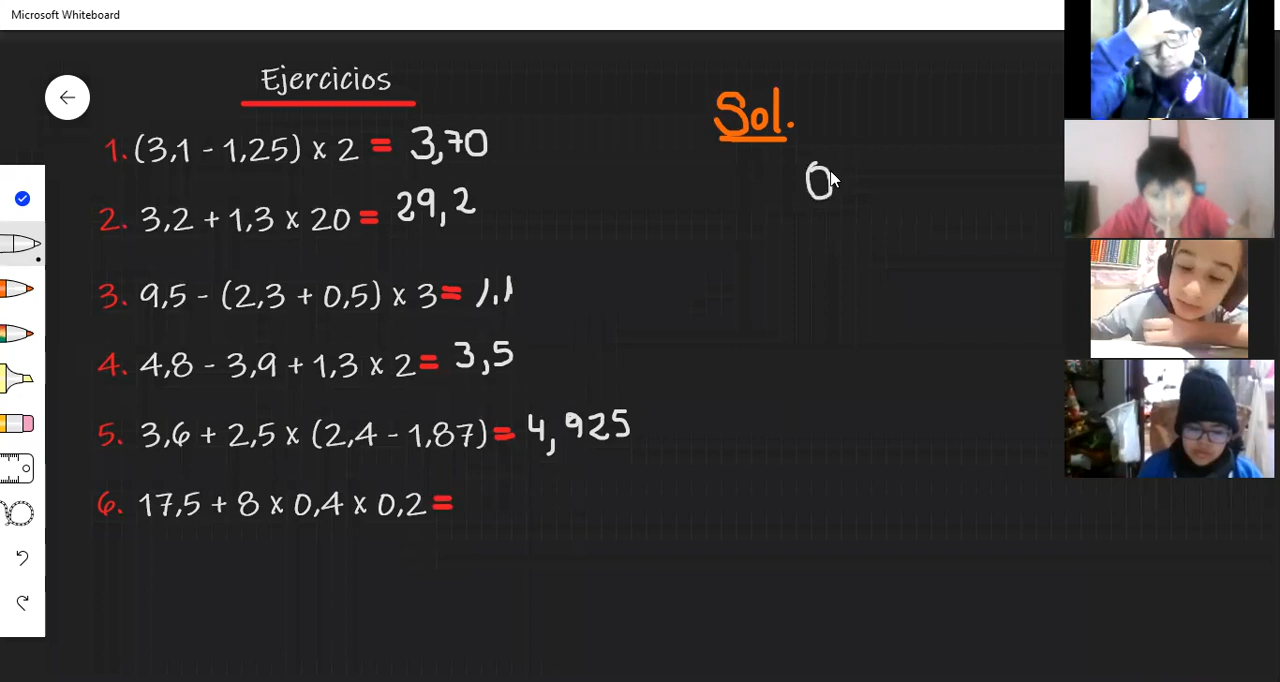 Microsoft Whiteboard
Ejercicios
Sol.
1. (3,1 - 1,25) x 2 = 3,70
0
2. 3,2 + 1,3 x 20 = 29,2
3. 9,5 - (2,3 + 0,5) x 3 = 1,1
4. 4,8 - 3,9 + 1,3 x 2 = 3,5
5. 3,6 + 2,5 x (2,4 - 1,87) = 4,925
6. 17,5 + 8 x 0,4 x 0,2 =